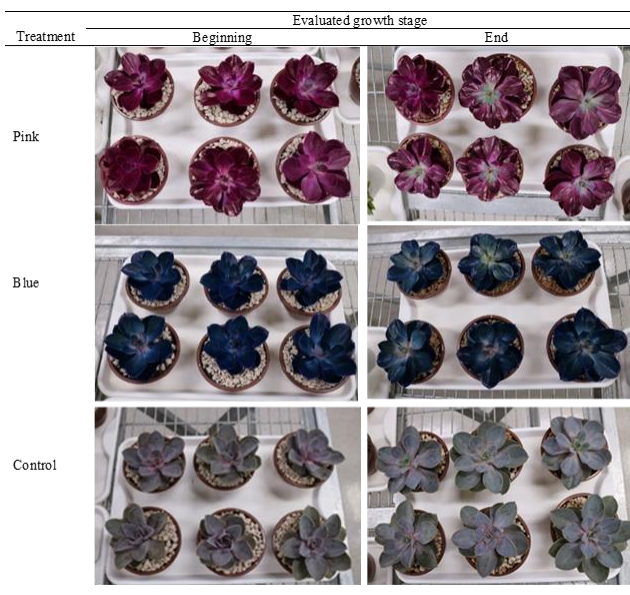 Evaluated growth stage
Treatment
Beginning
End
Pink
Blue
Control